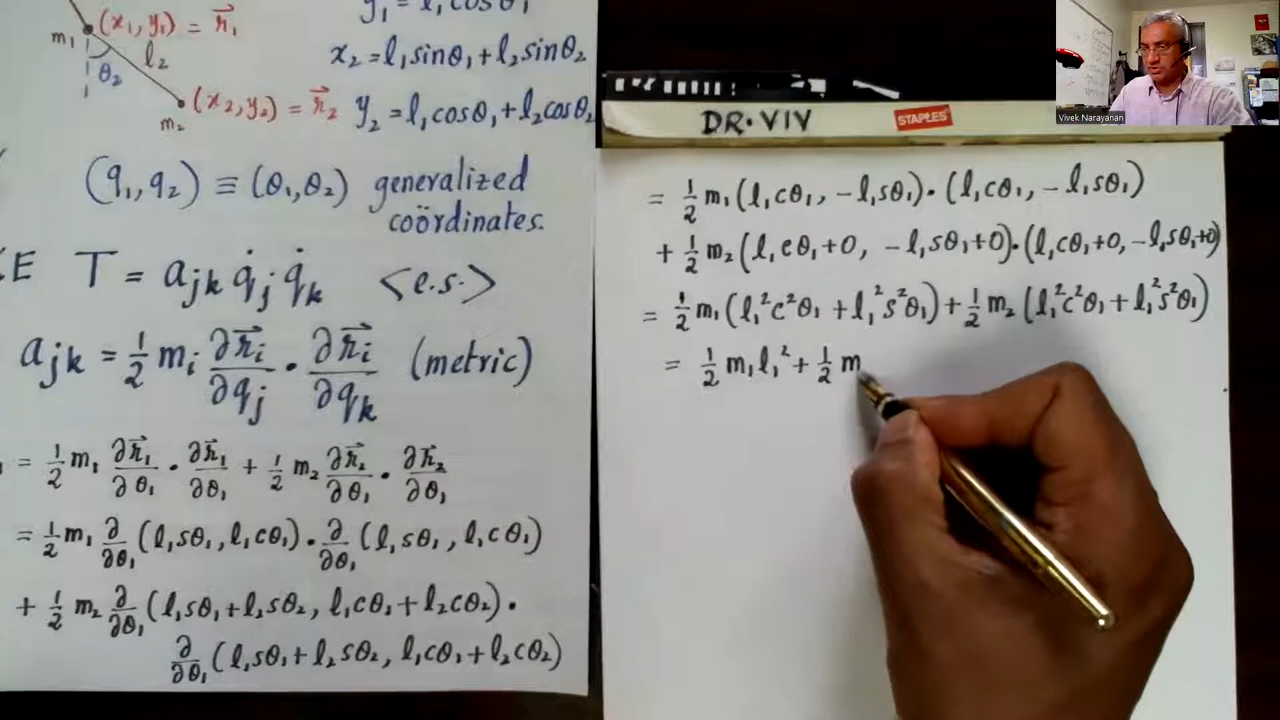 y₁ = l₁cosθ₁
m₁ (x₁, y₁) = r⃗₁
l₂
θ₂
x₂ = l₁sinθ₁ + l₂sinθ₂
m₂ (x₂, y₂) = r⃗₂
y₂ = l₁cosθ₁ + l₂cosθ₂
(q₁, q₂) ≡ (θ₁, θ₂) generalized
coördinates.
E T = aⱼₖ q̇ⱼ q̇ₖ <e.s.>
aⱼₖ = ½ mᵢ ∂r⃗ᵢ/∂qⱼ · ∂r⃗ᵢ/∂qₖ (metric)
= ½ m₁ ∂r⃗₁/∂θ₁ · ∂r⃗₁/∂θ₁ + ½ m₂ ∂r⃗₂/∂θ₁ · ∂r⃗₂/∂θ₁
= ½ m₁ ∂/∂θ₁ (l₁sθ₁, l₁cθ₁) · ∂/∂θ₁ (l₁sθ₁, l₁cθ₁)
+ ½ m₂ ∂/∂θ₁ (l₁sθ₁ + l₂sθ₂, l₁cθ₁ + l₂cθ₂) ·
∂/∂θ₁ (l₁sθ₁ + l₂sθ₂, l₁cθ₁ + l₂cθ₂)
DR. VIV
STAPLES
Vivek Narayanan
= ½ m₁ (l₁cθ₁, -l₁sθ₁) · (l₁cθ₁, -l₁sθ₁)
+ ½ m₂ (l₁cθ₁+0, -l₁sθ₁+0) · (l₁cθ₁+0, -l₁sθ₁+0)
= ½ m₁ (l₁²c²θ₁ + l₁²s²θ₁) + ½ m₂ (l₁²c²θ₁ + l₁²s²θ₁)
= ½ m₁l₁² + ½ m